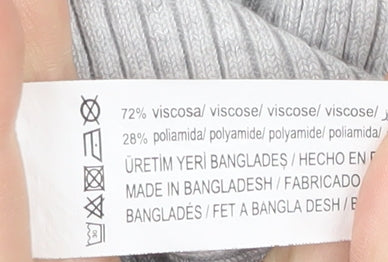 72% viscosa/ viscose/ viscose/ viscose/
28% poliamida/ polyamide/ polyamide/ poliamida/
ÜRETİM YERİ BANGLADEŞ / HECHO EN
MADE IN BANGLADESH / FABRICADO
BANGLADÉS / FET A BANGLA DESH /